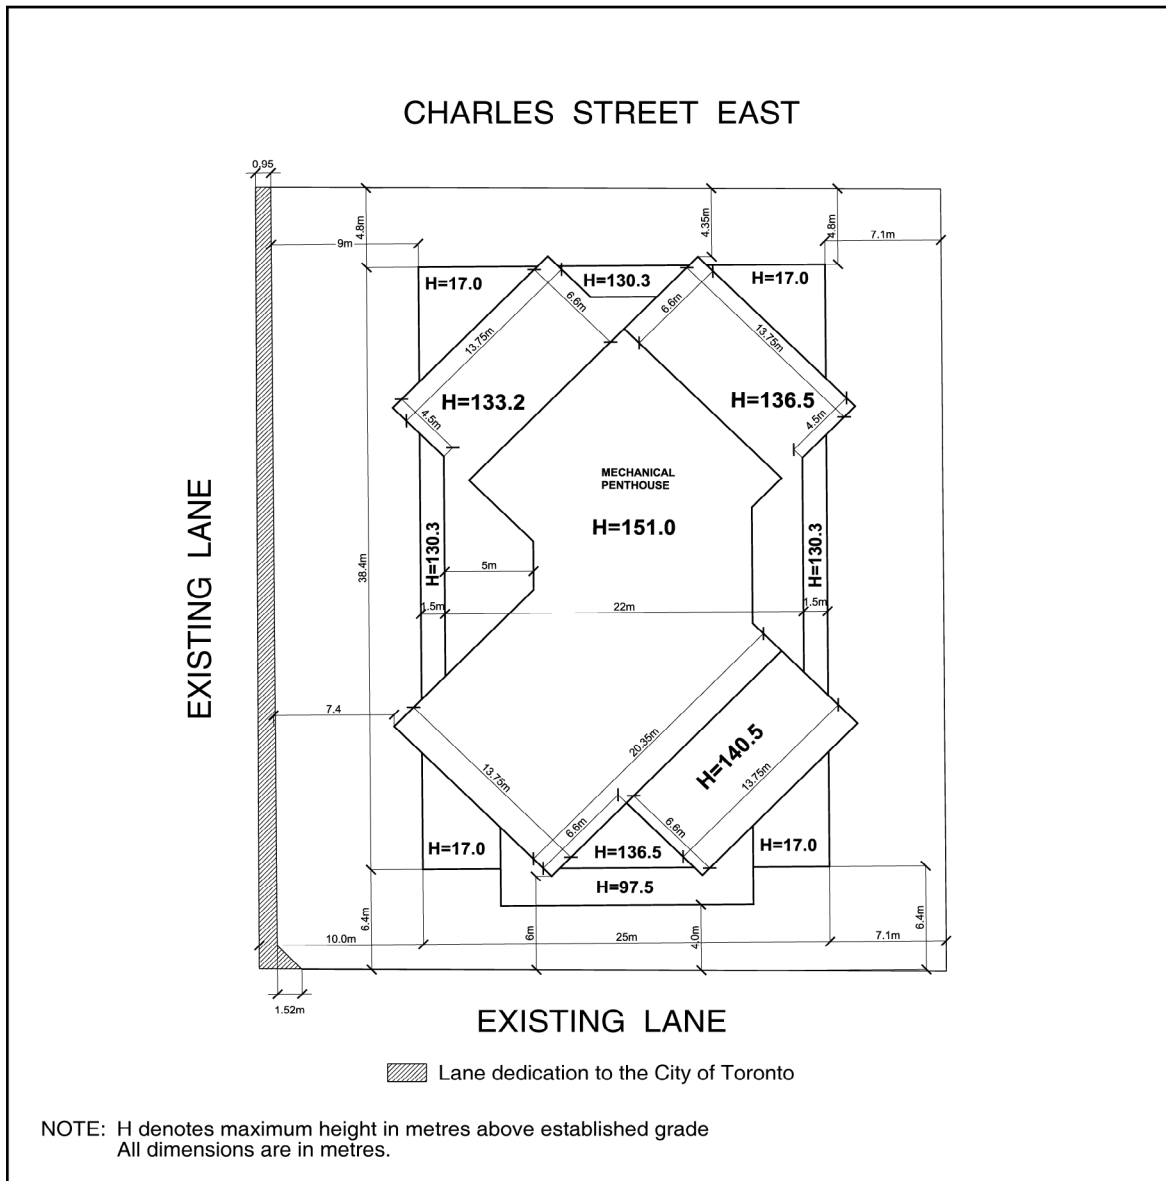 CHARLES STREET EAST
0.95
4.8m
4.35m
4.8m
9m
7.1m
H=17.0
H=130.3
H=17.0
6.6m
6.6m
13.75m
13.75m
H=133.2
H=136.5
4.5m
4.5m
MECHANICAL
PENTHOUSE
H=151.0
EXISTING LANE
38.4m
H=130.3
5m
H=130.3
1.5m
22m
1.5m
7.4
20.35m
H=140.5
13.75m
13.75m
6.6m
6.6m
H=17.0
H=136.5
H=17.0
H=97.5
6.4m
6m
4.0m
6.4m
10.0m
25m
7.1m
1.52m
EXISTING LANE
Lane dedication to the City of Toronto
NOTE: H denotes maximum height in metres above established grade
All dimensions are in metres.